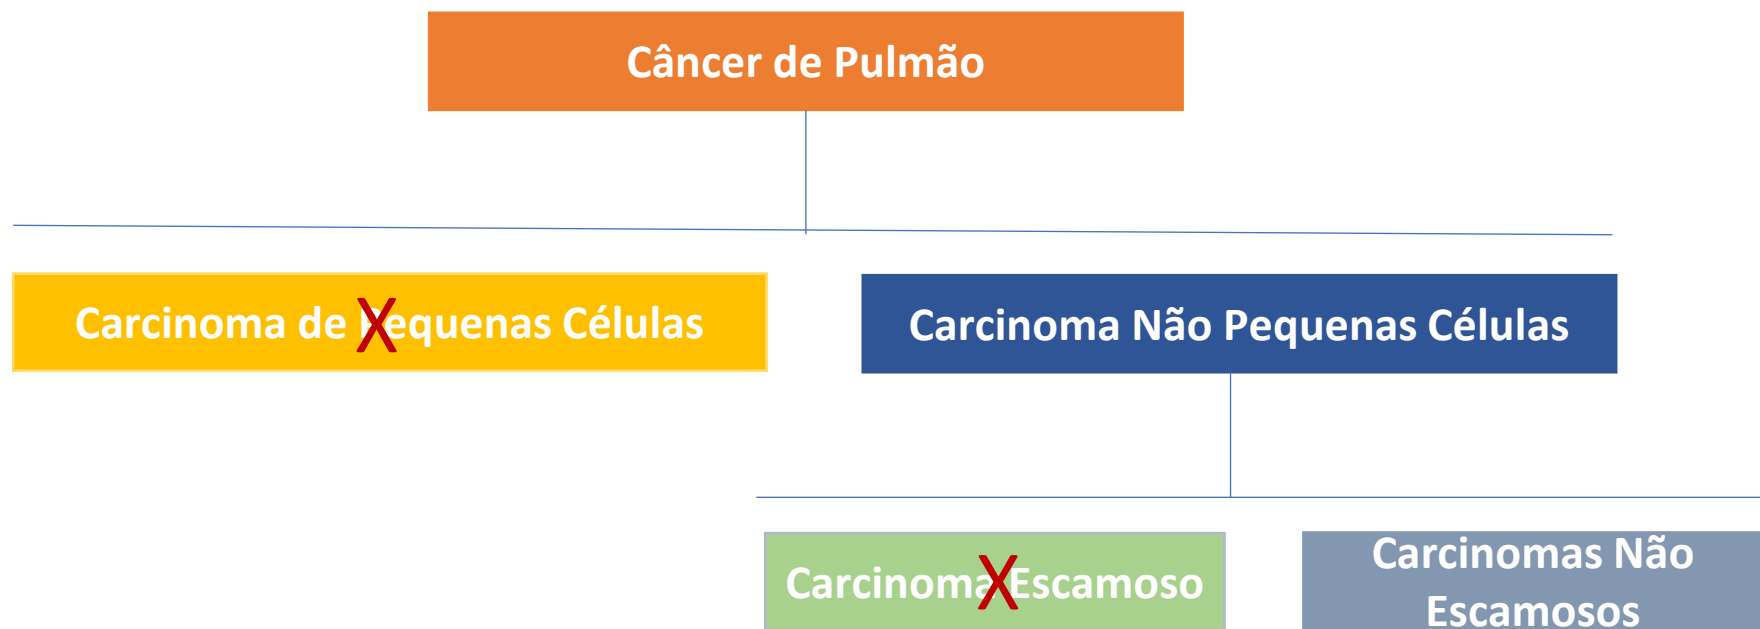 Câncer de Pulmão
Carcinoma de Pequenas Células
Carcinoma Não Pequenas Células
Carcinoma Escamoso
Carcinomas Não
Escamosos
X
X